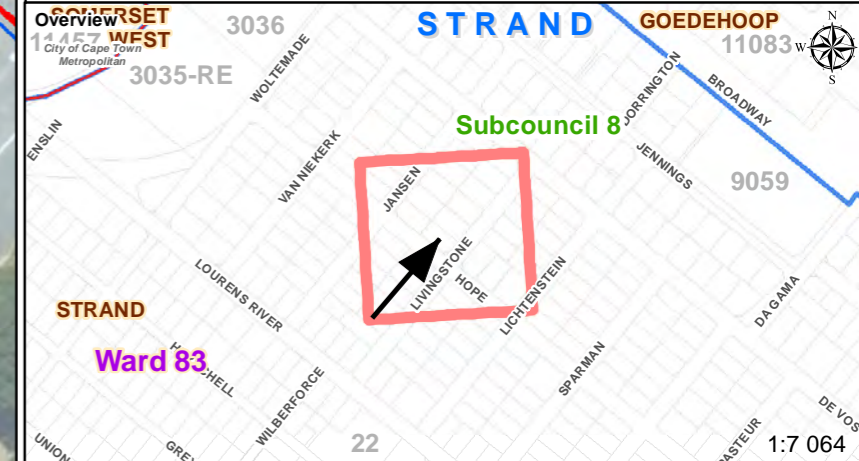 Overview
SOMERSET
WEST
11457
City of Cape Town
Metropolitan
3036
3035-RE
STRAND
GOEDEHOOP
11083
N
W
E
S
WOLTEMADE
DORRINGTON
BROADWAY
Subcouncil 8
ENSLIN
VAN NIEKERK
JANSEN
JENNINGS
9059
LIVINGSTONE
HOPE
LICHTENSTEIN
LOURENS RIVER
DA GAMA
STRAND
Ward 83
SPARMAN
WILBERFORCE
DE VOS
UNION
22
PASTEUR
1:7 064